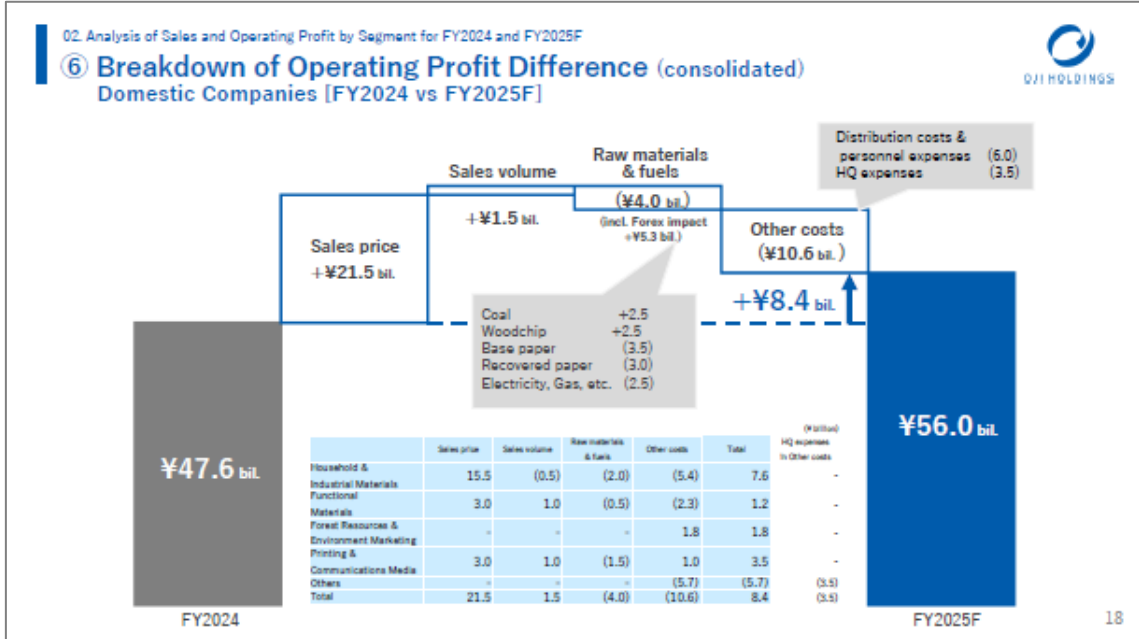 02. Analysis of Sales and Operating Profit by Segment for FY2024 and FY2025F
⑥ Breakdown of Operating Profit Difference (consolidated)
Domestic Companies [FY2024 vs FY2025F]
OJI HOLDINGS
Distribution costs &
personnel expenses (6.0)
HQ expenses (3.5)
Sales volume
+¥1.5 bil.
Raw materials
& fuels
(¥4.0 bil.)
(incl. Forex impact
+¥5.3 bil.)
Sales price
+¥21.5 bil.
Other costs
(¥10.6 bil.)
+¥8.4 bil.
Coal +2.5
Woodchip +2.5
Base paper (3.5)
Recovered paper (3.0)
Electricity, Gas, etc. (2.5)
¥47.6 bil.
¥56.0 bil.
(¥ billion)
Sales price Sales volume Raw materials & fuels Other costs Total HQ expenses In Other costs
Household & Industrial Materials 15.5 (0.5) (2.0) (5.4) 7.6 -
Functional Materials 3.0 1.0 (0.5) (2.3) 1.2 -
Forest Resources & Environment Marketing - - - 1.8 1.8 -
Printing & Communications Media 3.0 1.0 (1.5) 1.0 3.5 -
Others - - - (5.7) (5.7) (3.5)
Total 21.5 1.5 (4.0) (10.6) 8.4 (3.5)
FY2024
FY2025F
18